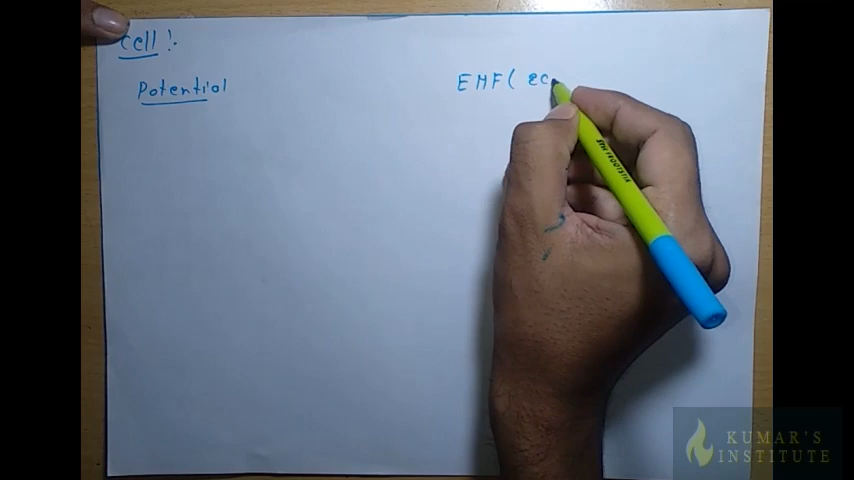 cell :-
Potential
EMF( ec
KUMAR'S
INSTITUTE